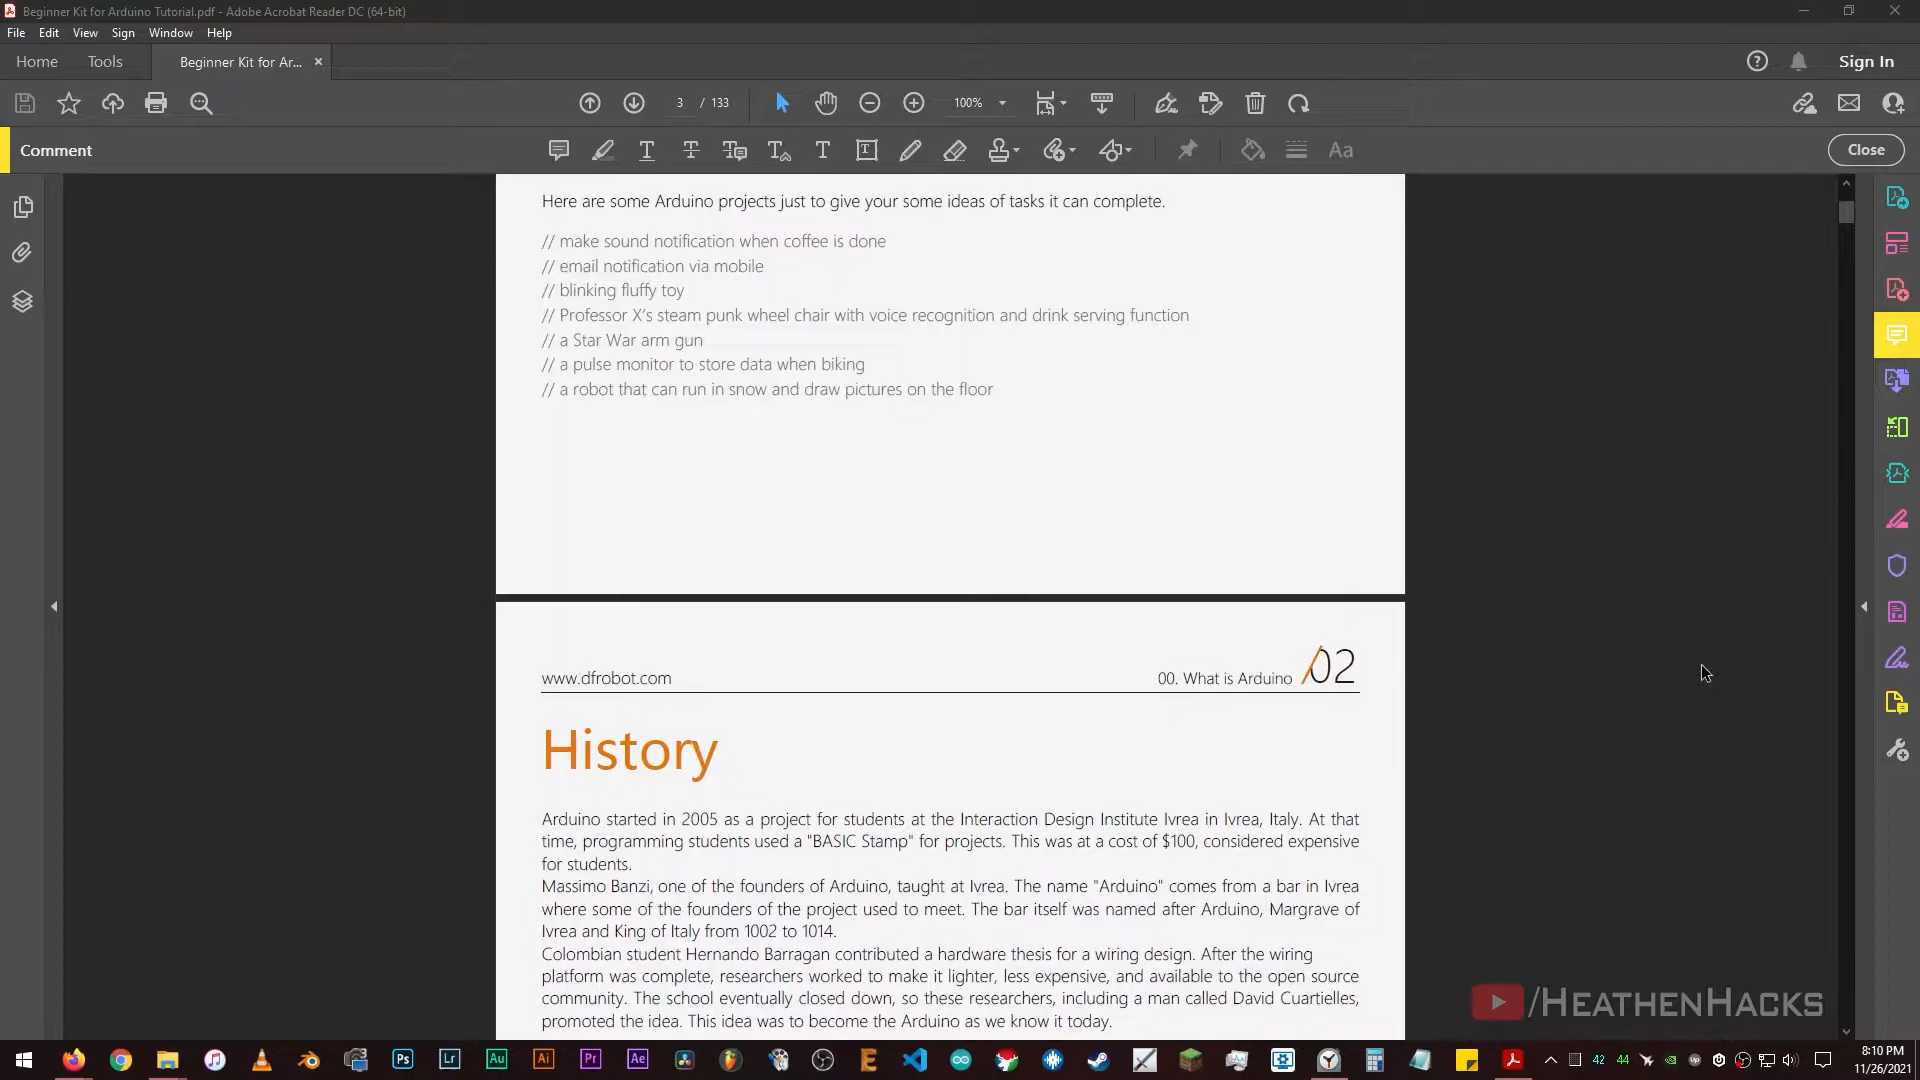 Beginner Kit for Arduino Tutorial.pdf - Adobe Acrobat Reader DC (64-bit)
File Edit View Sign Window Help
Home Tools Beginner Kit for Ar... Sign In
3 / 133 100%
Comment Close
Here are some Arduino projects just to give your some ideas of tasks it can complete.
// make sound notification when coffee is done
// email notification via mobile
// blinking fluffy toy
// Professor X's steam punk wheel chair with voice recognition and drink serving function
// a Star War arm gun
// a pulse monitor to store data when biking
// a robot that can run in snow and draw pictures on the floor
www.dfrobot.com 00. What is Arduino /02
History
Arduino started in 2005 as a project for students at the Interaction Design Institute Ivrea in Ivrea, Italy. At that
time, programming students used a "BASIC Stamp" for projects. This was at a cost of $100, considered expensive
for students.
Massimo Banzi, one of the founders of Arduino, taught at Ivrea. The name "Arduino" comes from a bar in Ivrea
where some of the founders of the project used to meet. The bar itself was named after Arduino, Margrave of
Ivrea and King of Italy from 1002 to 1014.
Colombian student Hernando Barragan contributed a hardware thesis for a wiring design. After the wiring
platform was complete, researchers worked to make it lighter, less expensive, and available to the open source
community. The school eventually closed down, so these researchers, including a man called David Cuartielles,
promoted the idea. This idea was to become the Arduino as we know it today.
/HEATHENHACKS
Ps Lr Au Ai Pr Ae 42 44 8:10 PM
11/26/2021